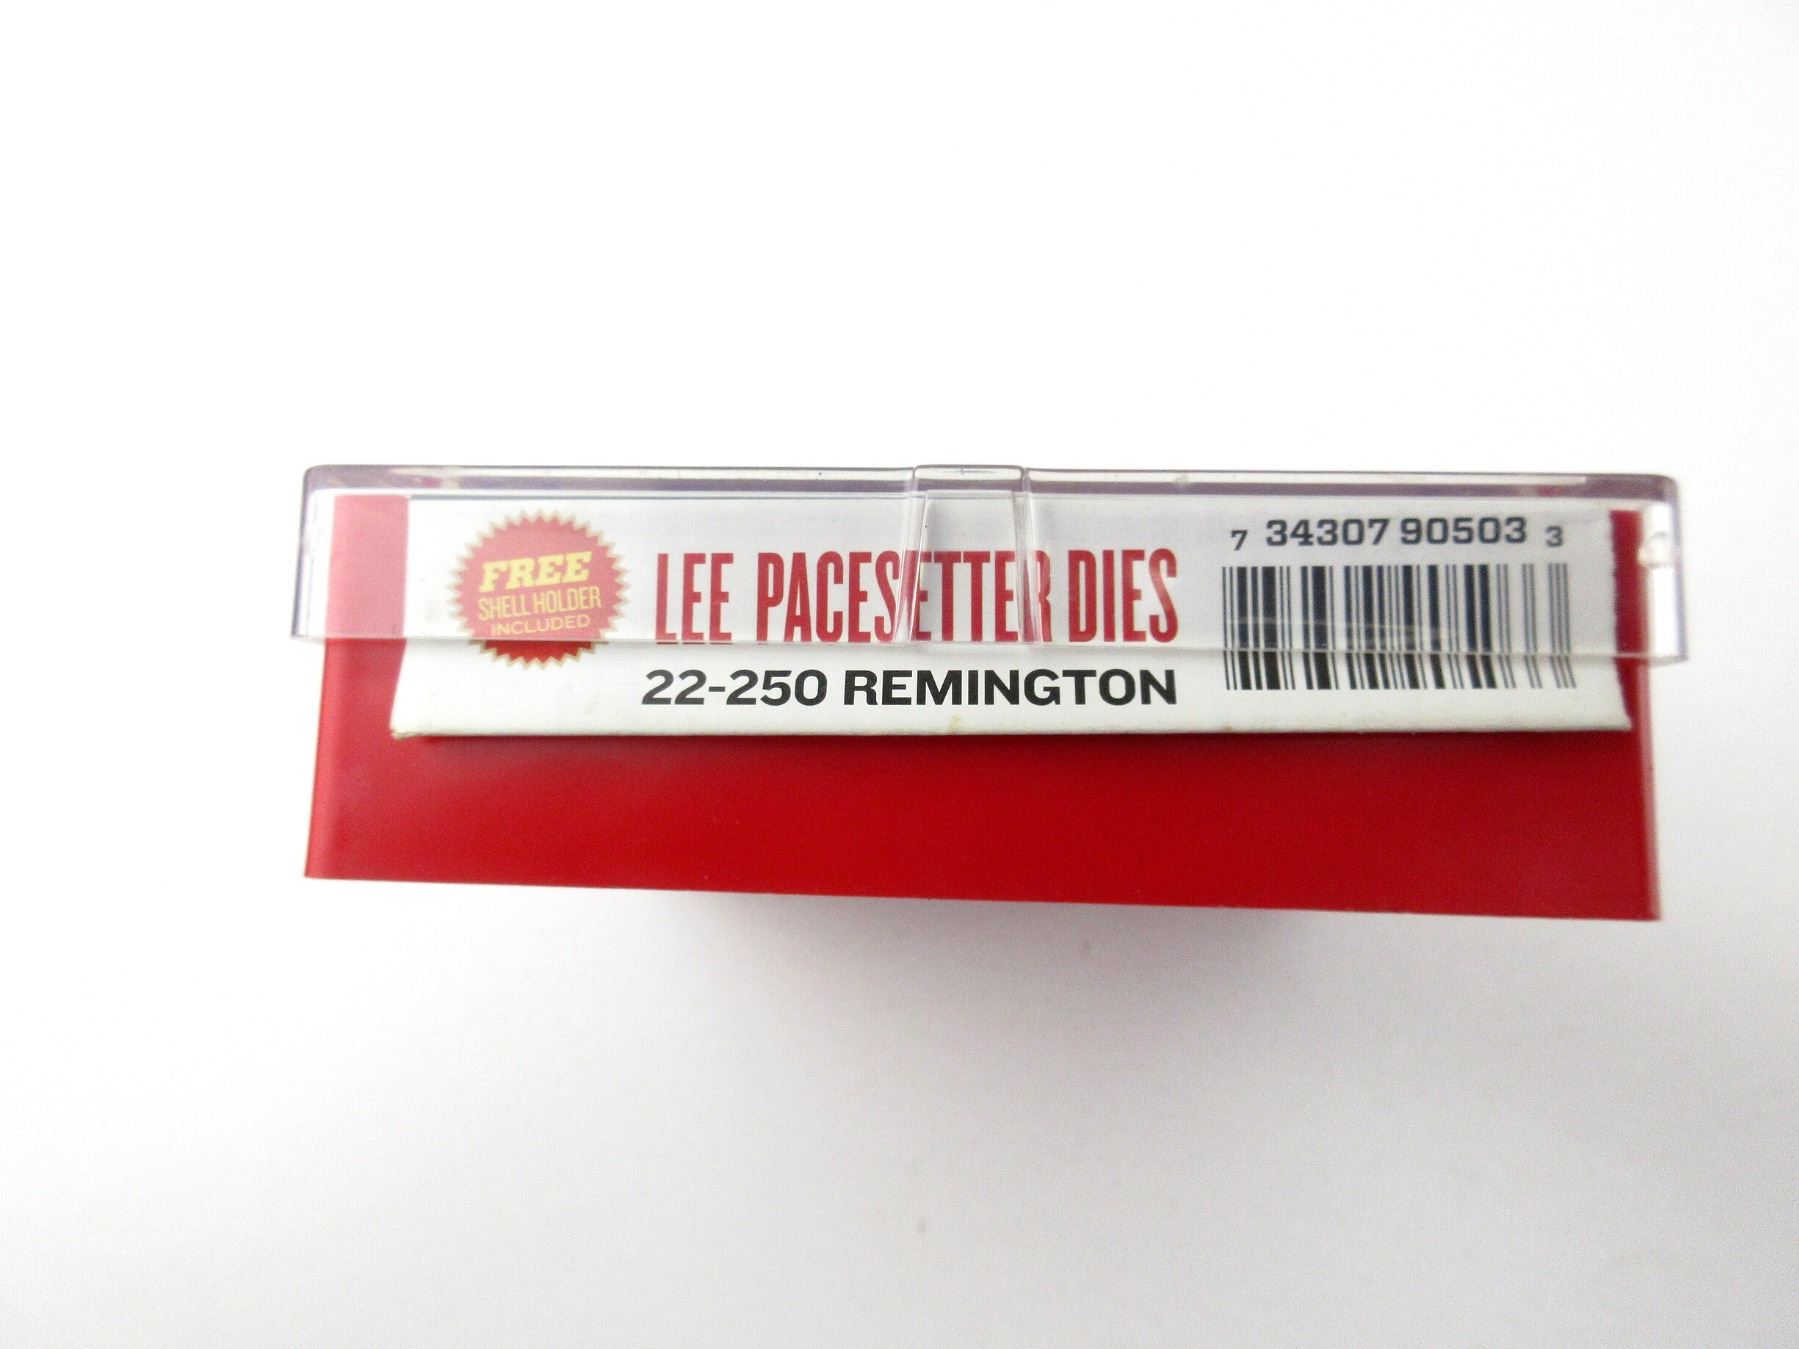 FREE
SHELL HOLDER
INCLUDED
LEE PACESETTER DIES
22-250 REMINGTON
7 34307 90503 3